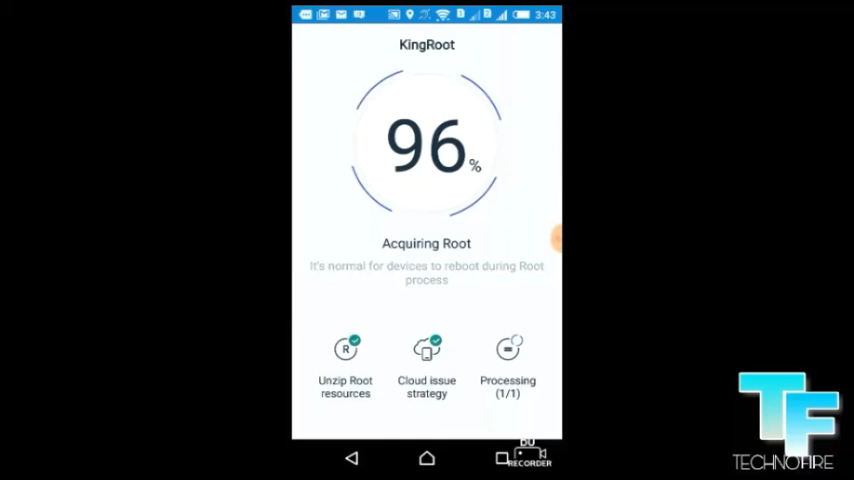 3:43
KingRoot
96%
Acquiring Root
It's normal for devices to reboot during Root
process
Unzip Root
resources
Cloud issue
strategy
Processing
(1/1)
DU
RECORDER
TF
TECHNOFIRE